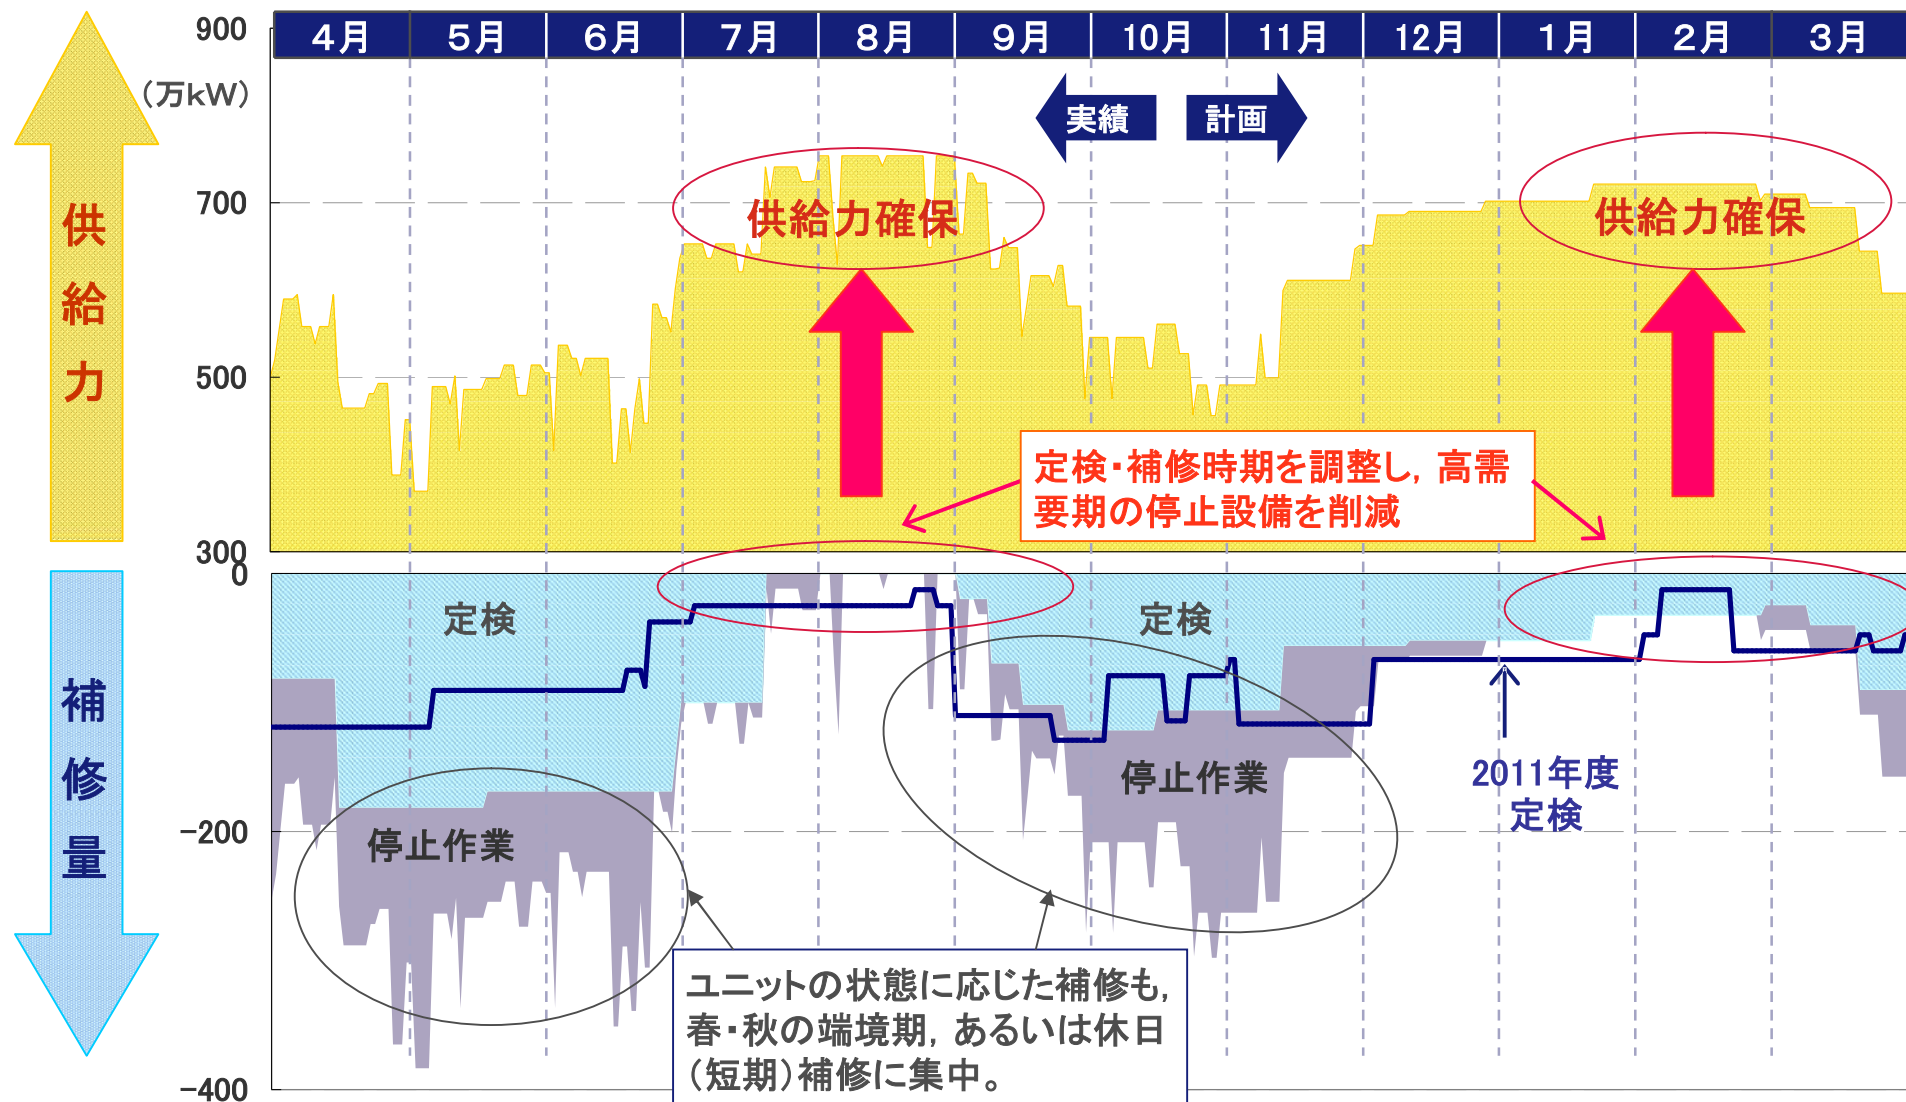 900
4月 5月 6月 7月 8月 9月 10月 11月 12月 1月 2月 3月
（万kW）
実績 計画
供給力
700
供給力確保
供給力確保
500
定検・補修時期を調整し，高需
要期の停止設備を削減
300
0
補修量
定検
定検
停止作業
停止作業
2011年度
定検
-200
ユニットの状態に応じた補修も，
春・秋の端境期，あるいは休日
（短期）補修に集中。
-400